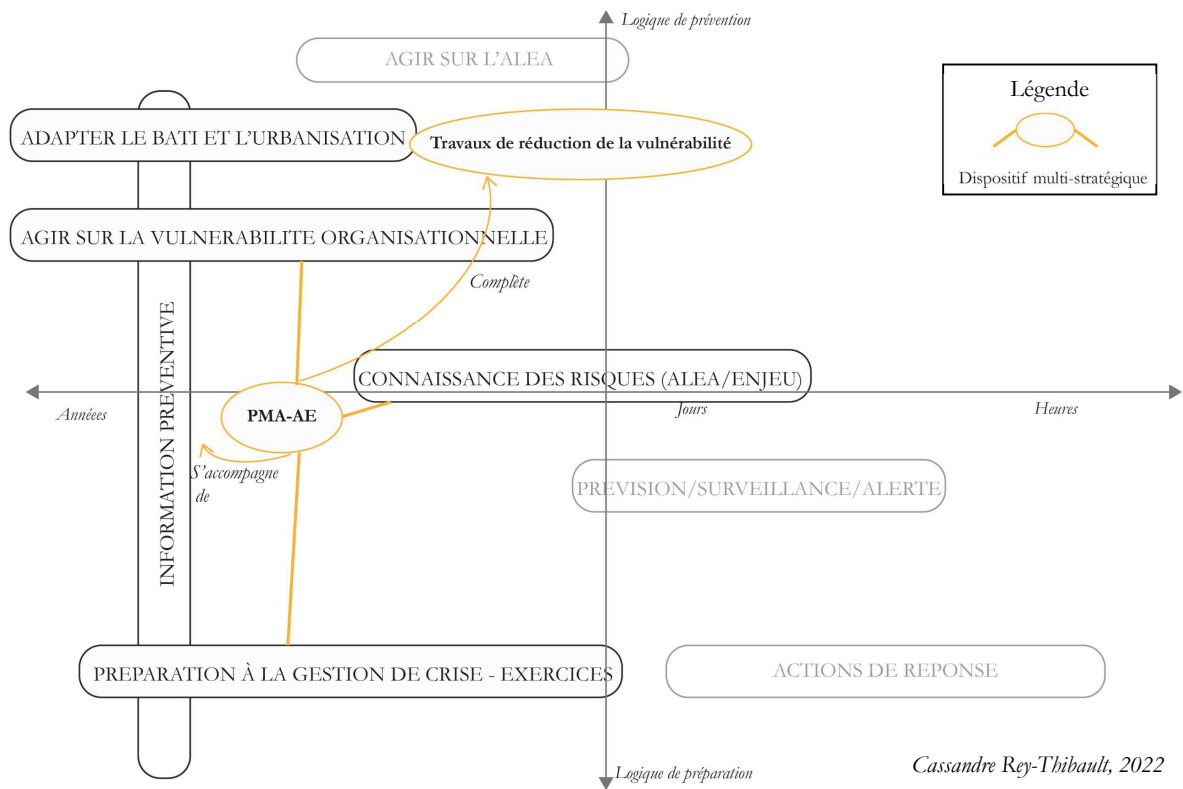 Logique de prévention
AGIR SUR L'ALEA
Légende
Dispositif multi-stratégique
ADAPTER LE BATI ET L'URBANISATION
Travaux de réduction de la vulnérabilité
AGIR SUR LA VULNERABILITE ORGANISATIONNELLE
Complète
INFORMATION PREVENTIVE
CONNAISSANCE DES RISQUES (ALEA/ENJEU)
Annéees
PMA-AE
Jours
Heures
S'accompagne
de
PREVISION/SURVEILLANCE/ALERTE
PREPARATION À LA GESTION DE CRISE - EXERCICES
ACTIONS DE REPONSE
Logique de préparation
Cassandre Rey-Thibault, 2022